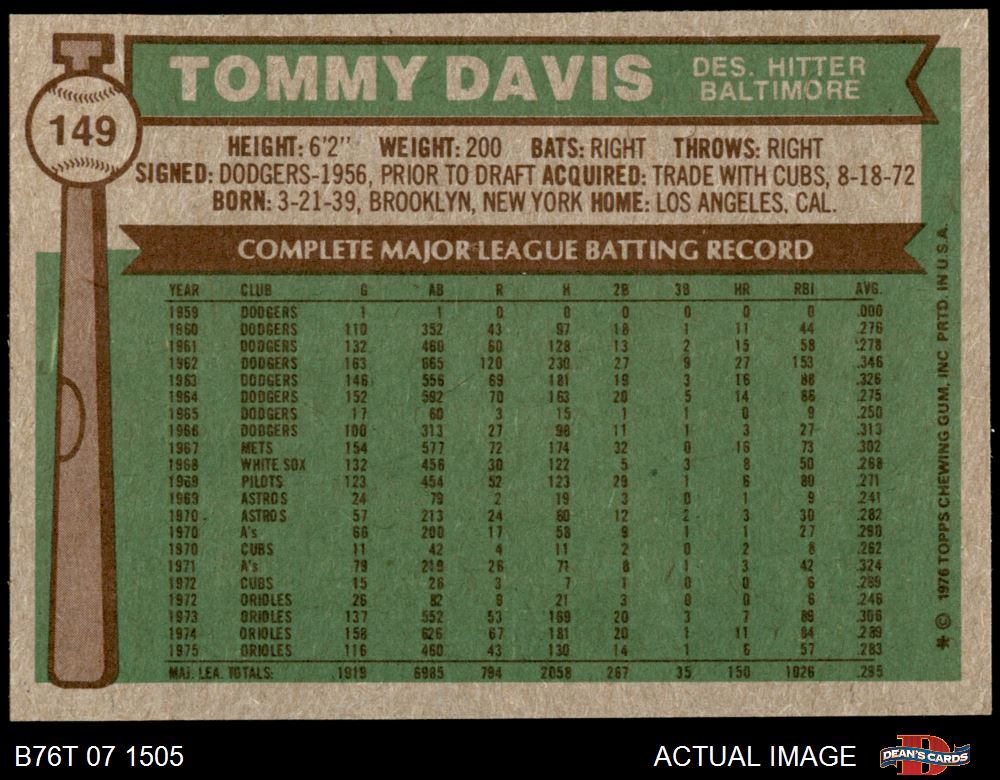 TOMMY DAVIS
DES. HITTER
BALTIMORE
149
HEIGHT: 6'2" WEIGHT: 200 BATS: RIGHT THROWS: RIGHT
SIGNED: DODGERS-1956, PRIOR TO DRAFT ACQUIRED: TRADE WITH CUBS, 8-18-72
BORN: 3-21-39, BROOKLYN, NEW YORK HOME: LOS ANGELES, CAL.
COMPLETE MAJOR LEAGUE BATTING RECORD
YEAR CLUB G AB R H 2B 3B HR RBI AVG.
1959 DODGERS 1 1 0 0 0 0 0 0 .000
1960 DODGERS 110 352 43 97 18 1 11 44 .276
1961 DODGERS 132 460 60 128 13 2 15 58 .278
1962 DODGERS 163 665 120 230 27 9 27 153 .346
1963 DODGERS 146 556 69 181 19 3 16 88 .326
1964 DODGERS 152 592 70 163 20 5 14 86 .275
1965 DODGERS 17 60 3 15 1 1 0 9 .250
1966 DODGERS 100 313 27 98 11 1 3 27 .313
1967 METS 154 577 72 174 32 0 16 73 .302
1968 WHITE SOX 132 456 30 122 5 3 8 50 .268
1969 PILOTS 123 454 52 123 29 1 6 80 .271
1969 ASTROS 24 79 2 19 3 0 1 9 .241
1970 ASTROS 57 213 24 60 12 2 3 30 .282
1970 A's 66 200 17 58 9 1 1 27 .290
1970 CUBS 11 42 4 11 2 0 2 8 .262
1971 A's 79 219 26 71 8 1 3 42 .324
1972 CUBS 15 26 3 7 1 0 0 6 .269
1972 ORIOLES 26 82 9 21 3 0 0 6
1973 ORIOLES 137 552 53 169 20 3 7 89 .306
1974 ORIOLES 158 626 67 181 20 1 11 84 .289
1975 ORIOLES 116 460 43 130 14 1 6 57 .283
MAJ. LEA. TOTALS: 1919 6985 794 2058 267 35 150 1026 .295
* © 1976 TOPPS CHEWING GUM, INC PRTD. IN U.S.A.
B76T 07 1505
ACTUAL IMAGE
DEAN'S CARDS